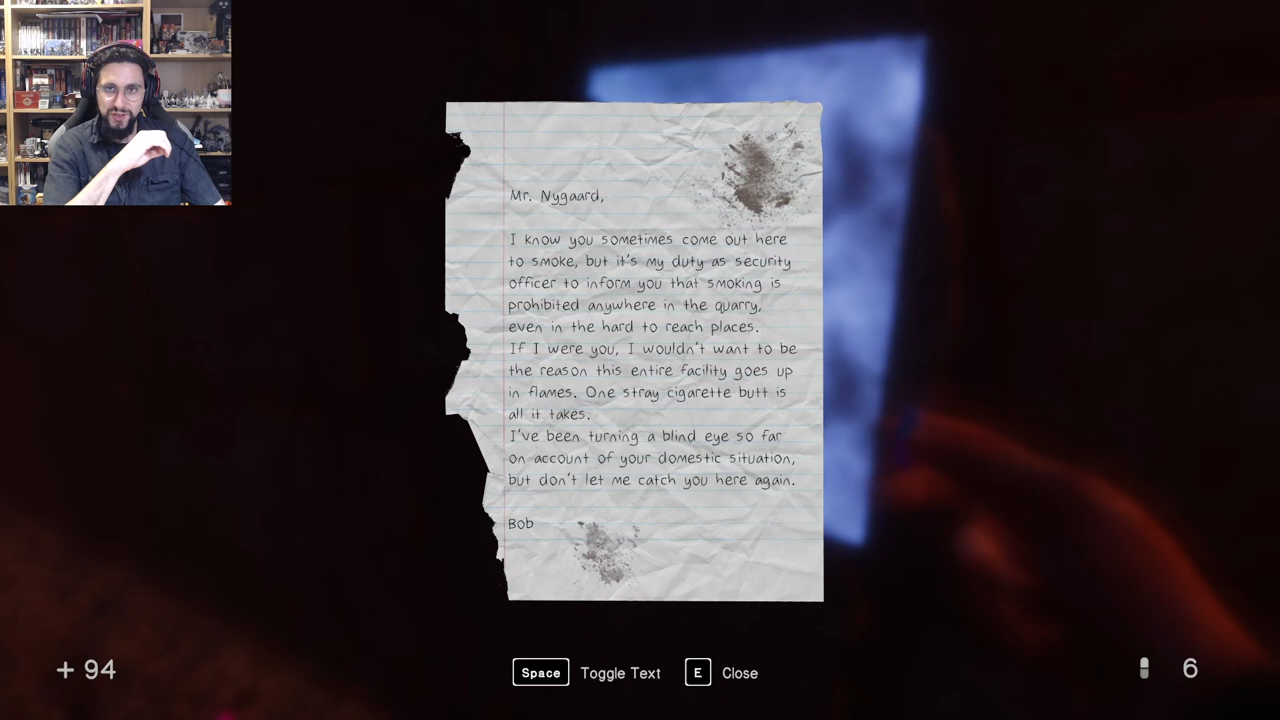 Mr. Nygaard,
I know you sometimes come out here
to smoke, but it's my duty as security
officer to inform you that smoking is
prohibited anywhere in the quarry,
even in the hard to reach places.
If I were you, I wouldn't want to be
the reason this entire facility goes up
in flames. One stray cigarette butt is
all it takes.
I've been turning a blind eye so far
on account of your domestic situation,
but don't let me catch you here again.
Bob
+ 94
Space Toggle Text E Close
6